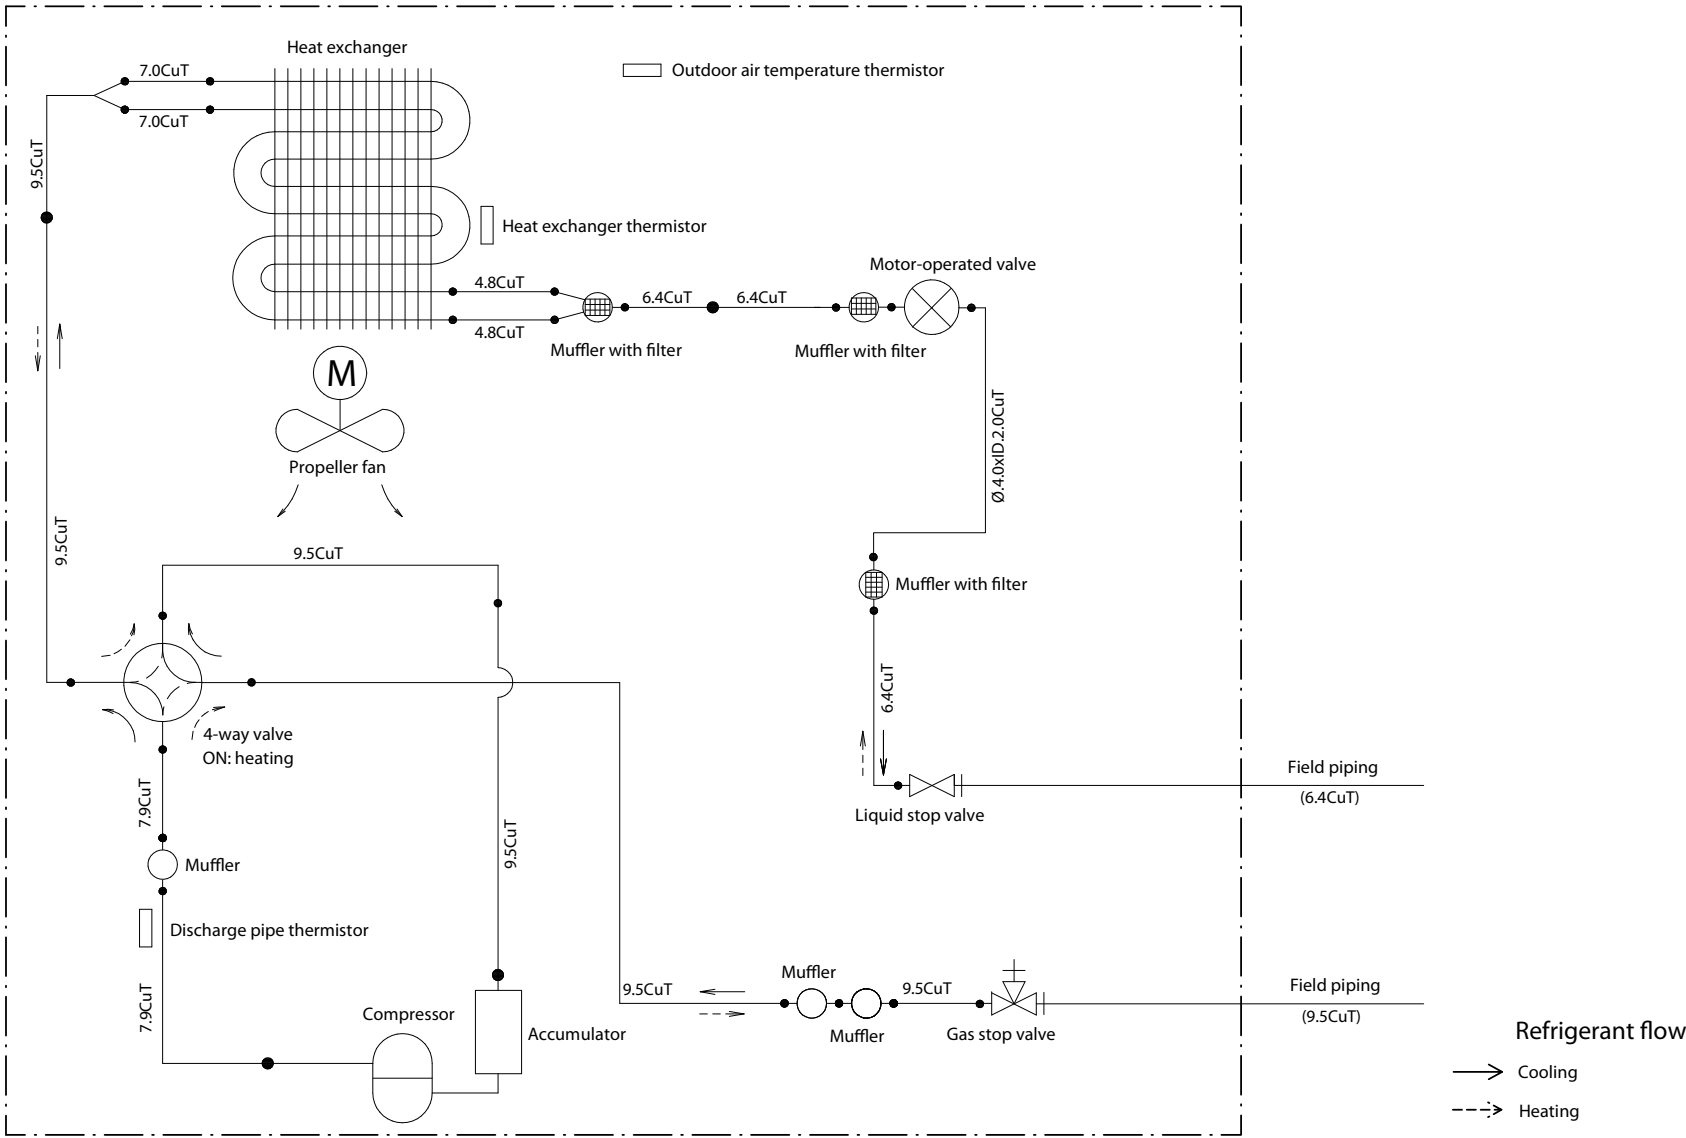 Heat exchanger
7.0CuT
Outdoor air temperature thermistor
7.0CuT
9.5CuT
Heat exchanger thermistor
4.8CuT
4.8CuT
6.4CuT
6.4CuT
Motor-operated valve
Muffler with filter
Muffler with filter
M
Propeller fan
Ø.4.0xID.2.0CuT
9.5CuT
9.5CuT
Muffler with filter
6.4CuT
4-way valve
ON: heating
Field piping
(6.4CuT)
Liquid stop valve
7.9CuT
Muffler
9.5CuT
Discharge pipe thermistor
7.9CuT
Compressor
Accumulator
9.5CuT
Muffler
Muffler
9.5CuT
Gas stop valve
Field piping
(9.5CuT)
Refrigerant flow
Cooling
Heating